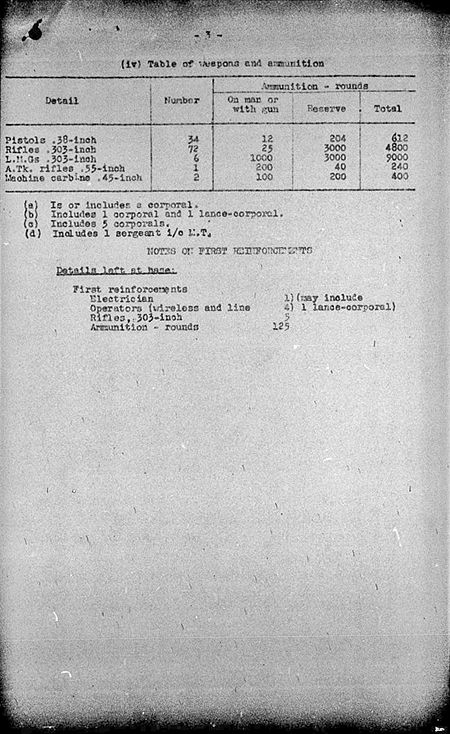 - 3 -
(iv) Table of weapons and ammunition
Ammunition - rounds
Detail Number On man or with gun Reserve Total
Pistols .38-inch 34 12 204 612
Rifles .303-inch 72 25 3000 4800
L.M.Gs .303-inch 6 1000 3000 9000
A.Tk. rifles .55-inch 1 200 40 240
Machine carbine .45-inch 2 100 200 400
(a) Is or includes a corporal.
(b) Includes 1 corporal and 1 lance-corporal.
(c) Includes 5 corporals.
(d) Includes 1 sergeant i/c M.T.
NOTES ON FIRST REINFORCEMENTS
Details left at base:
First reinforcements
Electrician 1) (may include
Operators (wireless and line 4) 1 lance-corporal)
Rifles, .303-inch 5
Ammunition - rounds 125